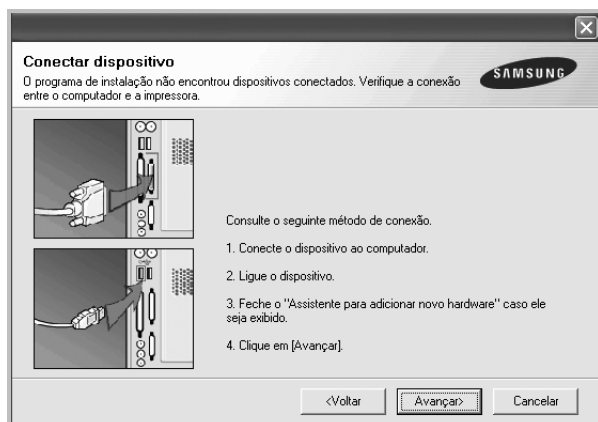 Conectar dispositivo
O programa de instalação não encontrou dispositivos conectados. Verifique a conexão
entre o computador e a impressora.
SAMSUNG
Consulte o seguinte método de conexão.
1. Conecte o dispositivo ao computador.
2. Ligue o dispositivo.
3. Feche o "Assistente para adicionar novo hardware" caso ele
seja exibido.
4. Clique em [Avançar].
<Voltar
Avançar>
Cancelar